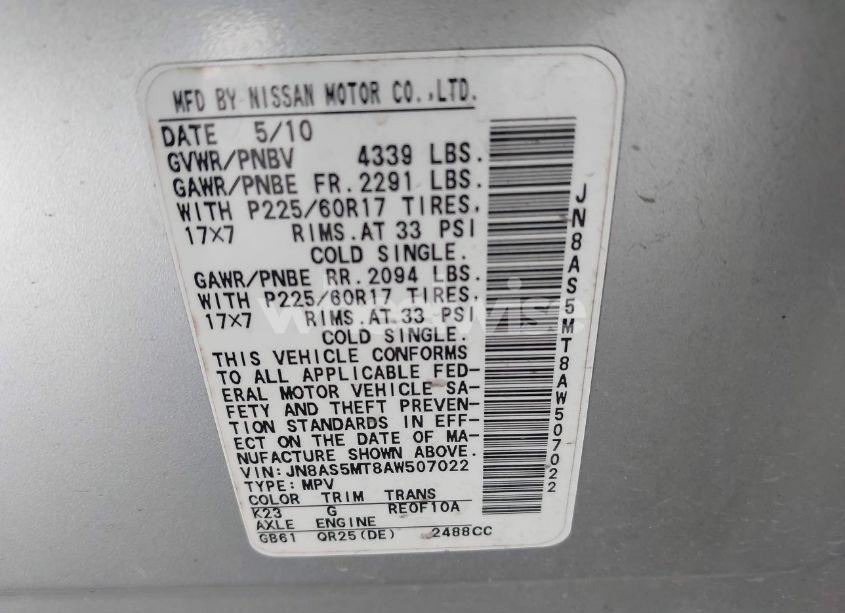 MFD BY NISSAN MOTOR CO.,LTD.
DATE 5/10
GVWR/PNBV 4339 LBS.
GAWR/PNBE FR.2291 LBS.
WITH P225/60R17 TIRES,
17X7 RIMS.AT 33 PSI
COLD SINGLE.
GAWR/PNBE RR.2094 LBS.
WITH P225/60R17 TIRES,
17X7 RIMS.AT 33 PSI
COLD SINGLE.
THIS VEHICLE CONFORMS
TO ALL APPLICABLE FED-
ERAL MOTOR VEHICLE SA-
FETY AND THEFT PREVEN-
TION STANDARDS IN EFF-
ECT ON THE DATE OF MA-
NUFACTURE SHOWN ABOVE.
VIN: JN8AS5MT8AW507022
TYPE: MPV
COLOR TRIM TRANS
K23 G RE0F10A
AXLE ENGINE
GB61 QR25(DE) 2488CC
JN8AS5MT8AW507022